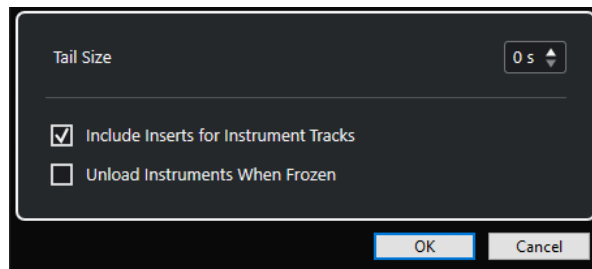 Tail Size
0 s
Include Inserts for Instrument Tracks
Unload Instruments When Frozen
OK Cancel